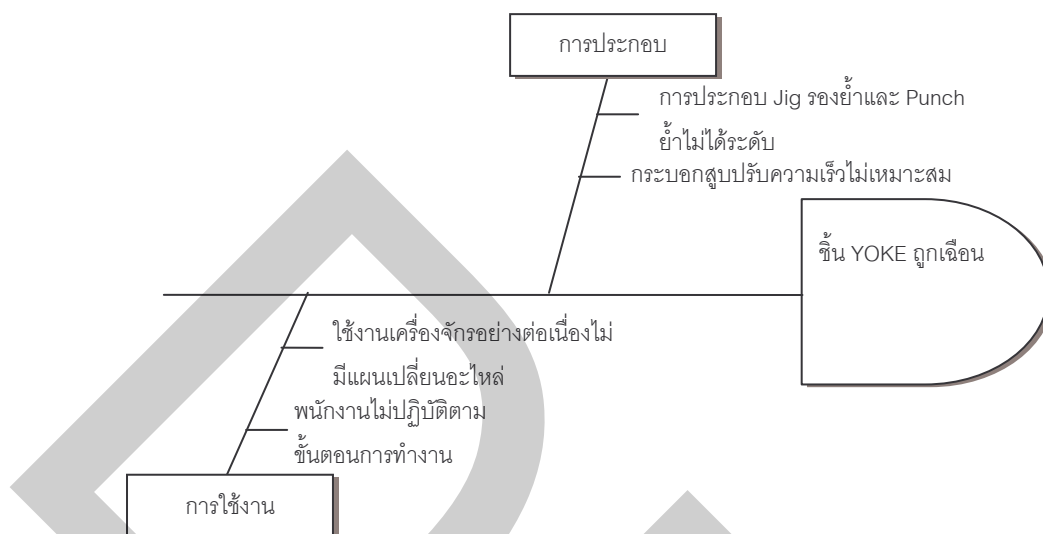 การประกอบ
การประกอบ Jig รองย้ำและ Punch
ย้ำไม่ได้ระดับ
กระบอกสูบปรับความเร็วไม่เหมาะสม
ชิ้น YOKE ถูกเฉือน
ใช้งานเครื่องจักรอย่างต่อเนื่องไม่
มีแผนเปลี่ยนอะไหล่
พนักงานไม่ปฏิบัติตาม
ขั้นตอนการทำงาน
การใช้งาน